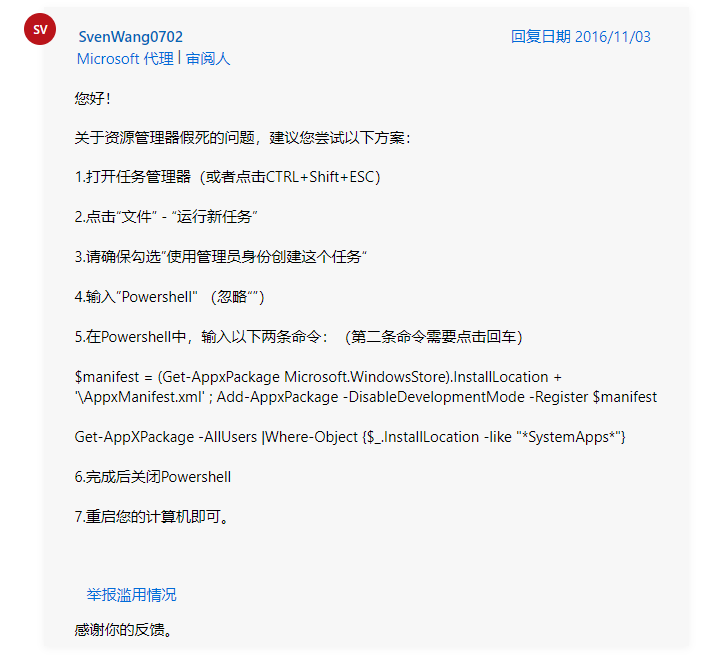 SV
SvenWang0702
回复日期 2016/11/03
Microsoft 代理 | 审阅人
您好！
关于资源管理器假死的问题，建议您尝试以下方案：
1.打开任务管理器（或者点击CTRL+Shift+ESC）
2.点击“文件” - “运行新任务”
3.请确保勾选“使用管理员身份创建这个任务“
4.输入“Powershell” （忽略“”）
5.在Powershell中，输入以下两条命令：（第二条命令需要点击回车）
$manifest = (Get-AppxPackage Microsoft.WindowsStore).InstallLocation +
'\AppxManifest.xml' ; Add-AppxPackage -DisableDevelopmentMode -Register $manifest
Get-AppXPackage -AllUsers |Where-Object {$_.InstallLocation -like "*SystemApps*"}
6.完成后关闭Powershell
7.重启您的计算机即可。
举报滥用情况
感谢你的反馈。